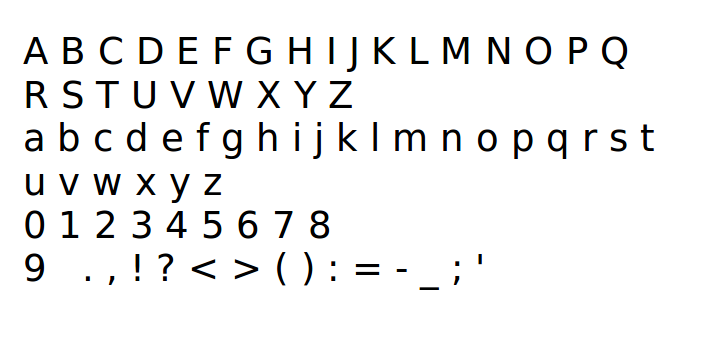 A B C D E F G H I J K L M N O P Q
R S T U V W X Y Z
a b c d e f g h i j k l m n o p q r s t
u v w x y z
0 1 2 3 4 5 6 7 8
9   . , ! ? < > ( ) : = - _ ; '